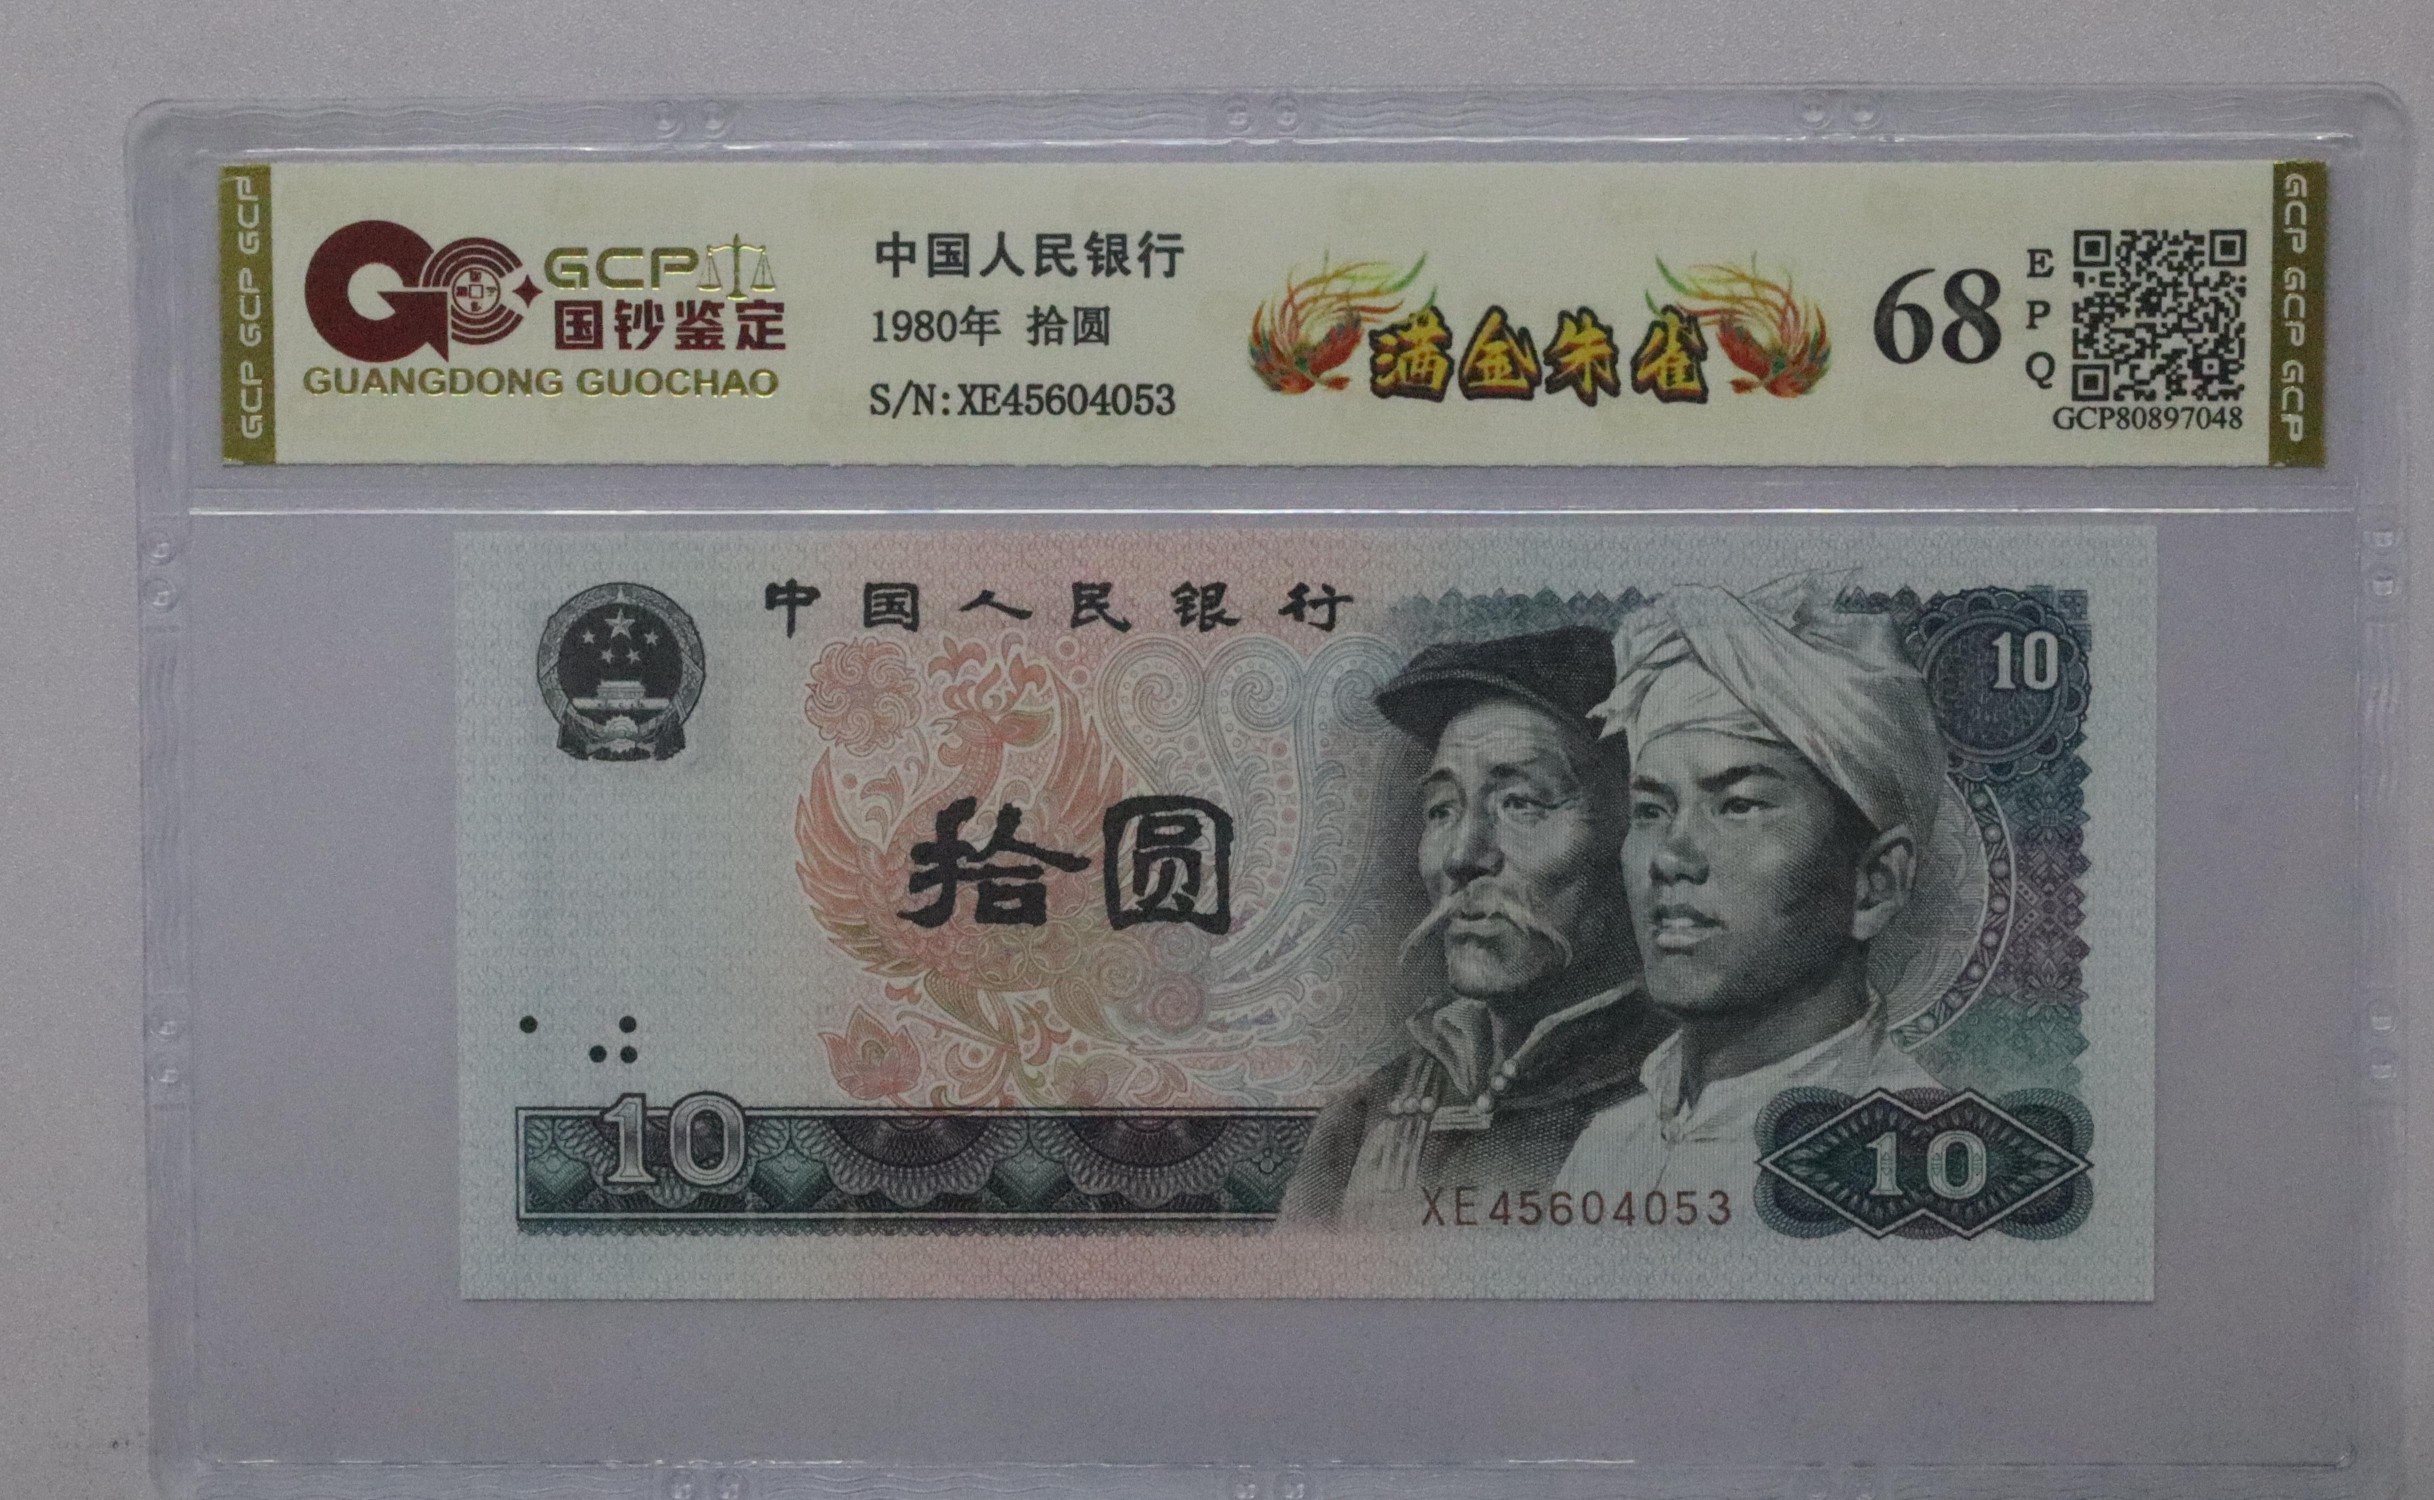 GCP GCP GCP
GCP
国钞鉴定
GUANGDONG GUOCHAO
中国人民银行
1980年 拾圆
S/N:XE45604053
满金朱雀
68
EPQ
GCP80897048
GCP GCP GCP
中国人民银行
10
拾圆
10
XE45604053
10